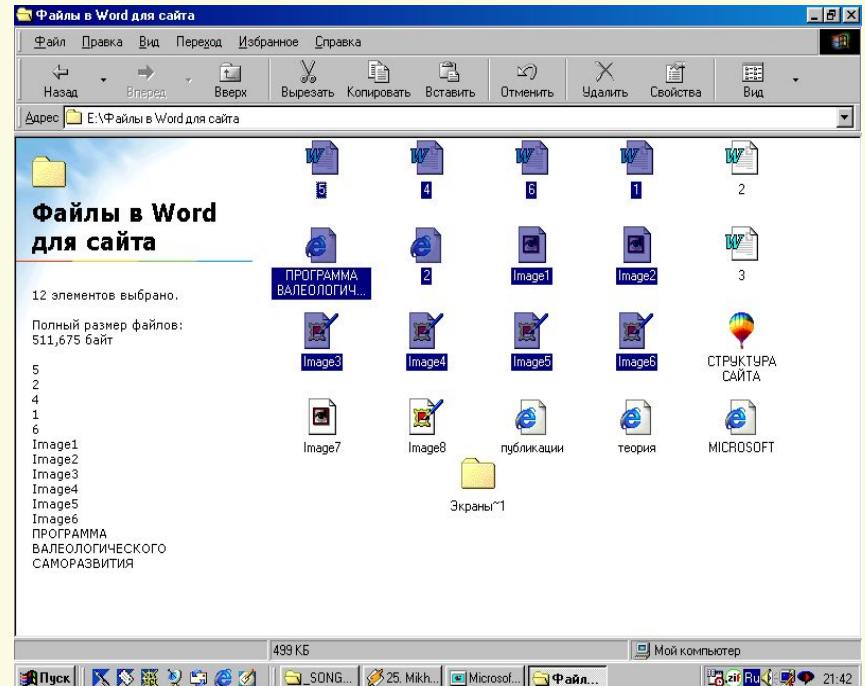 Файлы в Word для сайта
Файл Правка Вид Переход Избранное Справка
Назад Вперед Вверх Вырезать Копировать Вставить Отменить Удалить Свойства Вид
Адрес E:\Файлы в Word для сайта
Файлы в Word
для сайта
12 элементов выбрано.
Полный размер файлов:
511,675 байт
5
2
4
1
6
Image1
Image2
Image3
Image4
Image5
Image6
ПРОГРАММА
ВАЛЕОЛОГИЧЕСКОГО
САМОРАЗВИТИЯ
5 4 6 1 2
ПРОГРАММА
ВАЛЕОЛОГИЧ...
2 Image1 Image2 3
Image3 Image4 Image5 Image6
СТРУКТУРА
САЙТА
Image7 Image8 публикации теория MICROSOFT
Экраны~1
499 КБ Мой компьютер
Пуск _SONG... 25. Mikh... Microsof... Файл... zif Ru 21:42